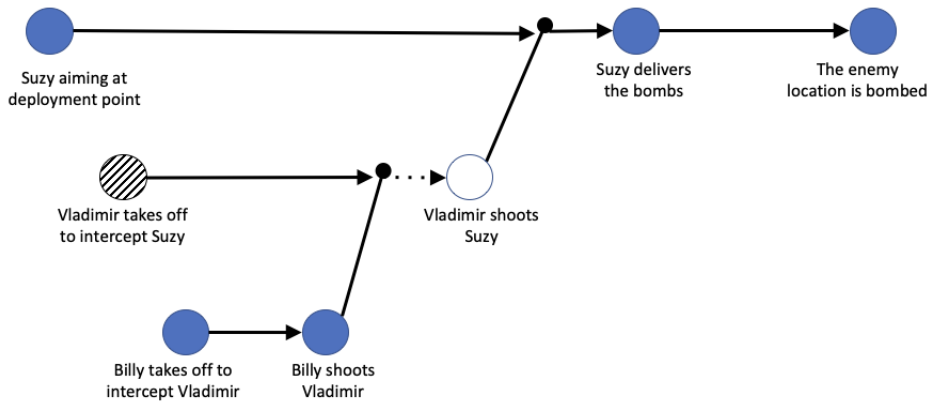 Suzy aiming at
deployment point
Suzy delivers
the bombs
The enemy
location is bombed
Vladimir takes off
to intercept Suzy
Vladimir shoots
Suzy
Billy takes off to
intercept Vladimir
Billy shoots
Vladimir